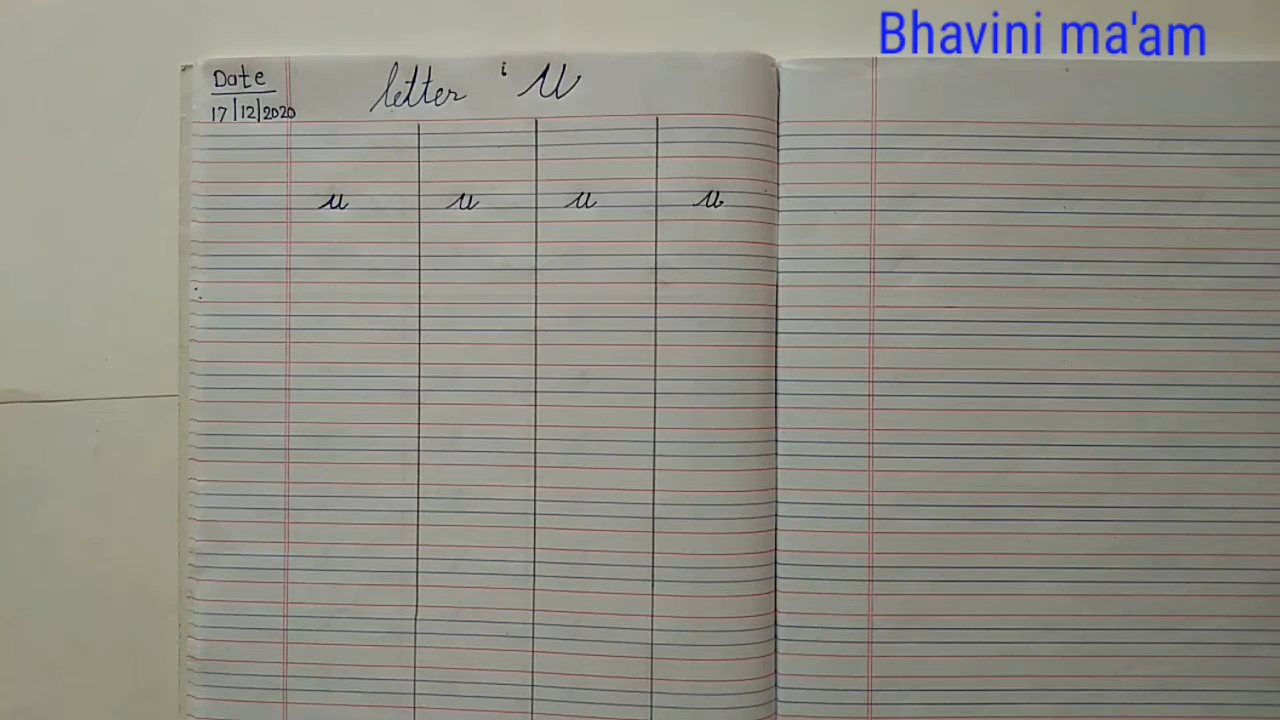 Bhavini ma'am
Date
17/12/2020
letter ' u
u u u u